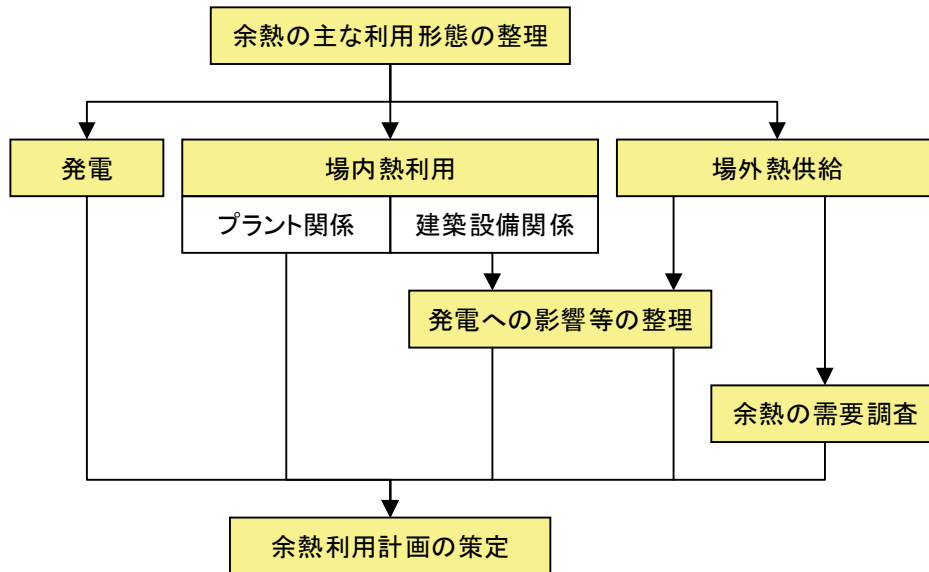 余熱の主な利用形態の整理
発電
場内熱利用
場外熱供給
プラント関係
建築設備関係
発電への影響等の整理
余熱の需要調査
余熱利用計画の策定